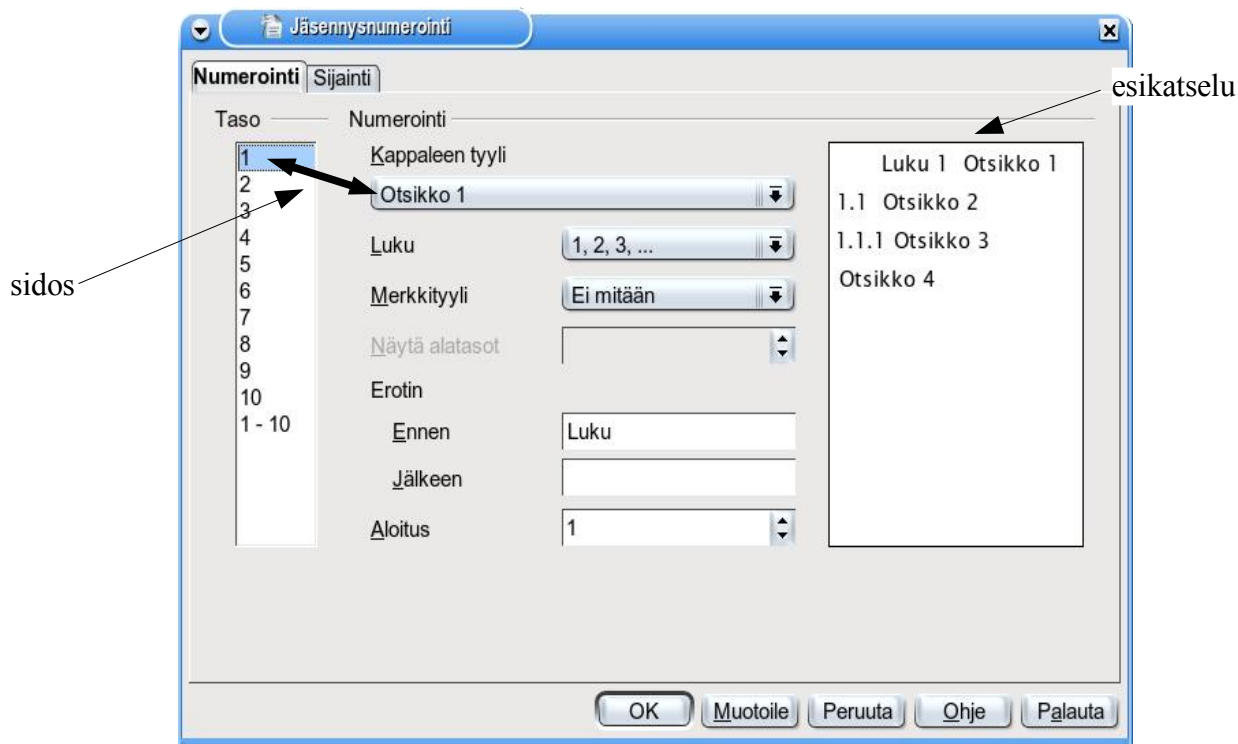 Jäsennysnumerointi
Numerointi Sijainti
esikatselu
Taso Numerointi
1 Kappaleen tyyli Luku 1 Otsikko 1
2 Otsikko 1 1.1 Otsikko 2
3
4 Luku 1, 2, 3, ... 1.1.1 Otsikko 3
5
sidos
6 Merkkityyli Ei mitään Otsikko 4
7
8 Näytä alatasot
9
10 Erotin
1 - 10 Ennen Luku
Jälkeen
Aloitus 1
OK Muotoile Peruuta Ohje Palauta